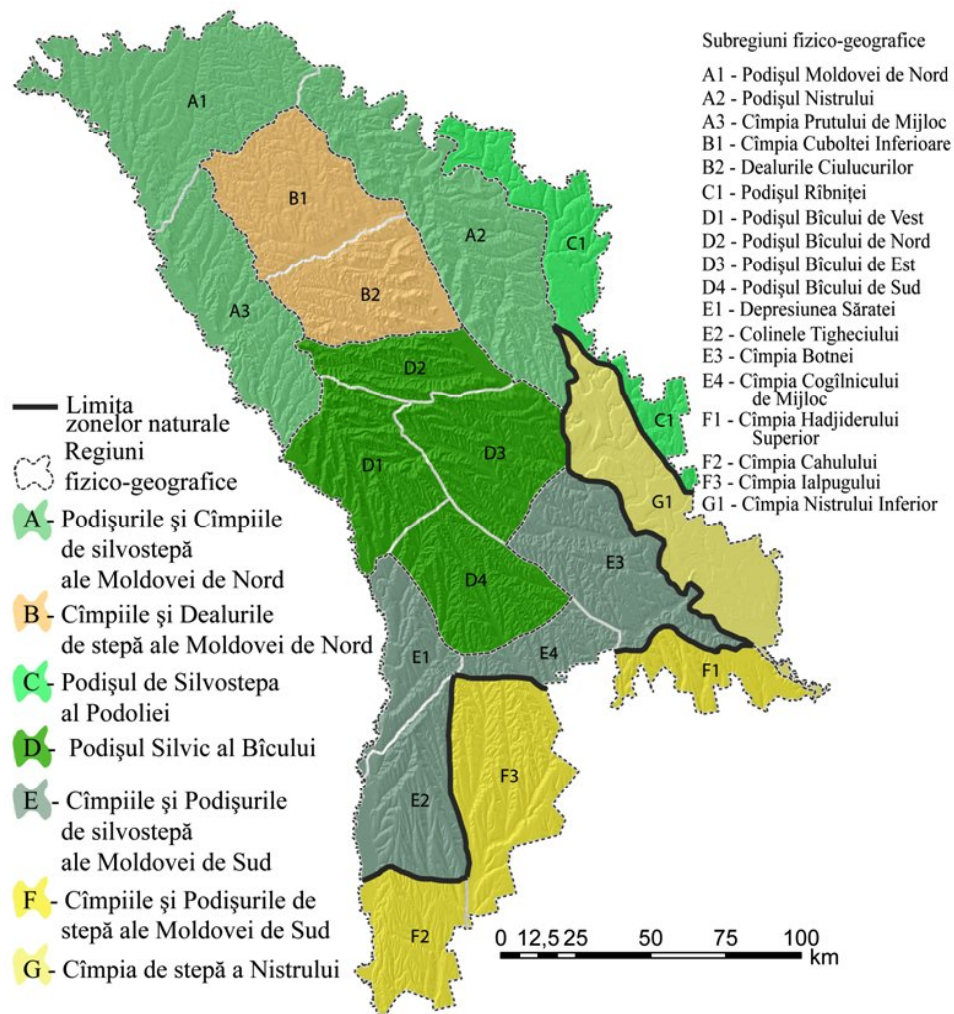 Subregiuni fizico-geografice
A1 - Podişul Moldovei de Nord
A2 - Podişul Nistrului
A3 - Cîmpia Prutului de Mijloc
B1 - Cîmpia Cuboltei Inferioare
B2 - Dealurile Ciulucurilor
C1 - Podişul Rîbniţei
D1 - Podişul Bîcului de Vest
D2 - Podişul Bîcului de Nord
D3 - Podişul Bîcului de Est
D4 - Podişul Bîcului de Sud
E1 - Depresiunea Săratei
E2 - Colinele Tigheciului
E3 - Cîmpia Botnei
E4 - Cîmpia Cogîlnicului
de Mijloc
F1 - Cîmpia Hadjiderului
Superior
F2 - Cîmpia Cahulului
F3 - Cîmpia Ialpugului
G1 - Cîmpia Nistrului Inferior
A1
B1
A2
C1
B2
A3
D2
C1
D1
D3
G1
E3
D4
E1
E4
F1
F3
E2
F2
Limita
zonelor naturale
Regiuni
fizico-geografice
A - Podişurile şi Cîmpiile
de silvostepă
ale Moldovei de Nord
B - Cîmpiile şi Dealurile
de stepă ale Moldovei de Nord
C - Podişul de Silvostepa
al Podoliei
D - Podişul Silvic al Bîcului
E - Cîmpiile şi Podişurile
de silvostepă
ale Moldovei de Sud
F - Cîmpiile şi Podişurile de
stepă ale Moldovei de Sud
G - Cîmpia de stepă a Nistrului
0 12,5 25 50 75 100
km